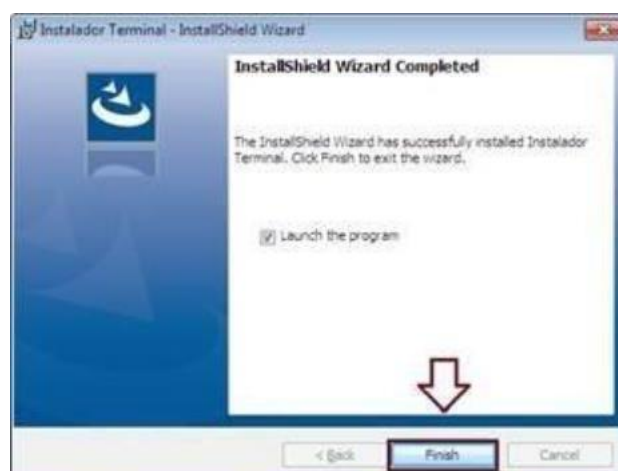 Instalador Terminal - InstallShield Wizard
InstallShield Wizard Completed
The InstallShield Wizard has successfully installed Instalador
Terminal. Click Finish to exit the wizard.
Launch the program
< Back
Finish
Cancel